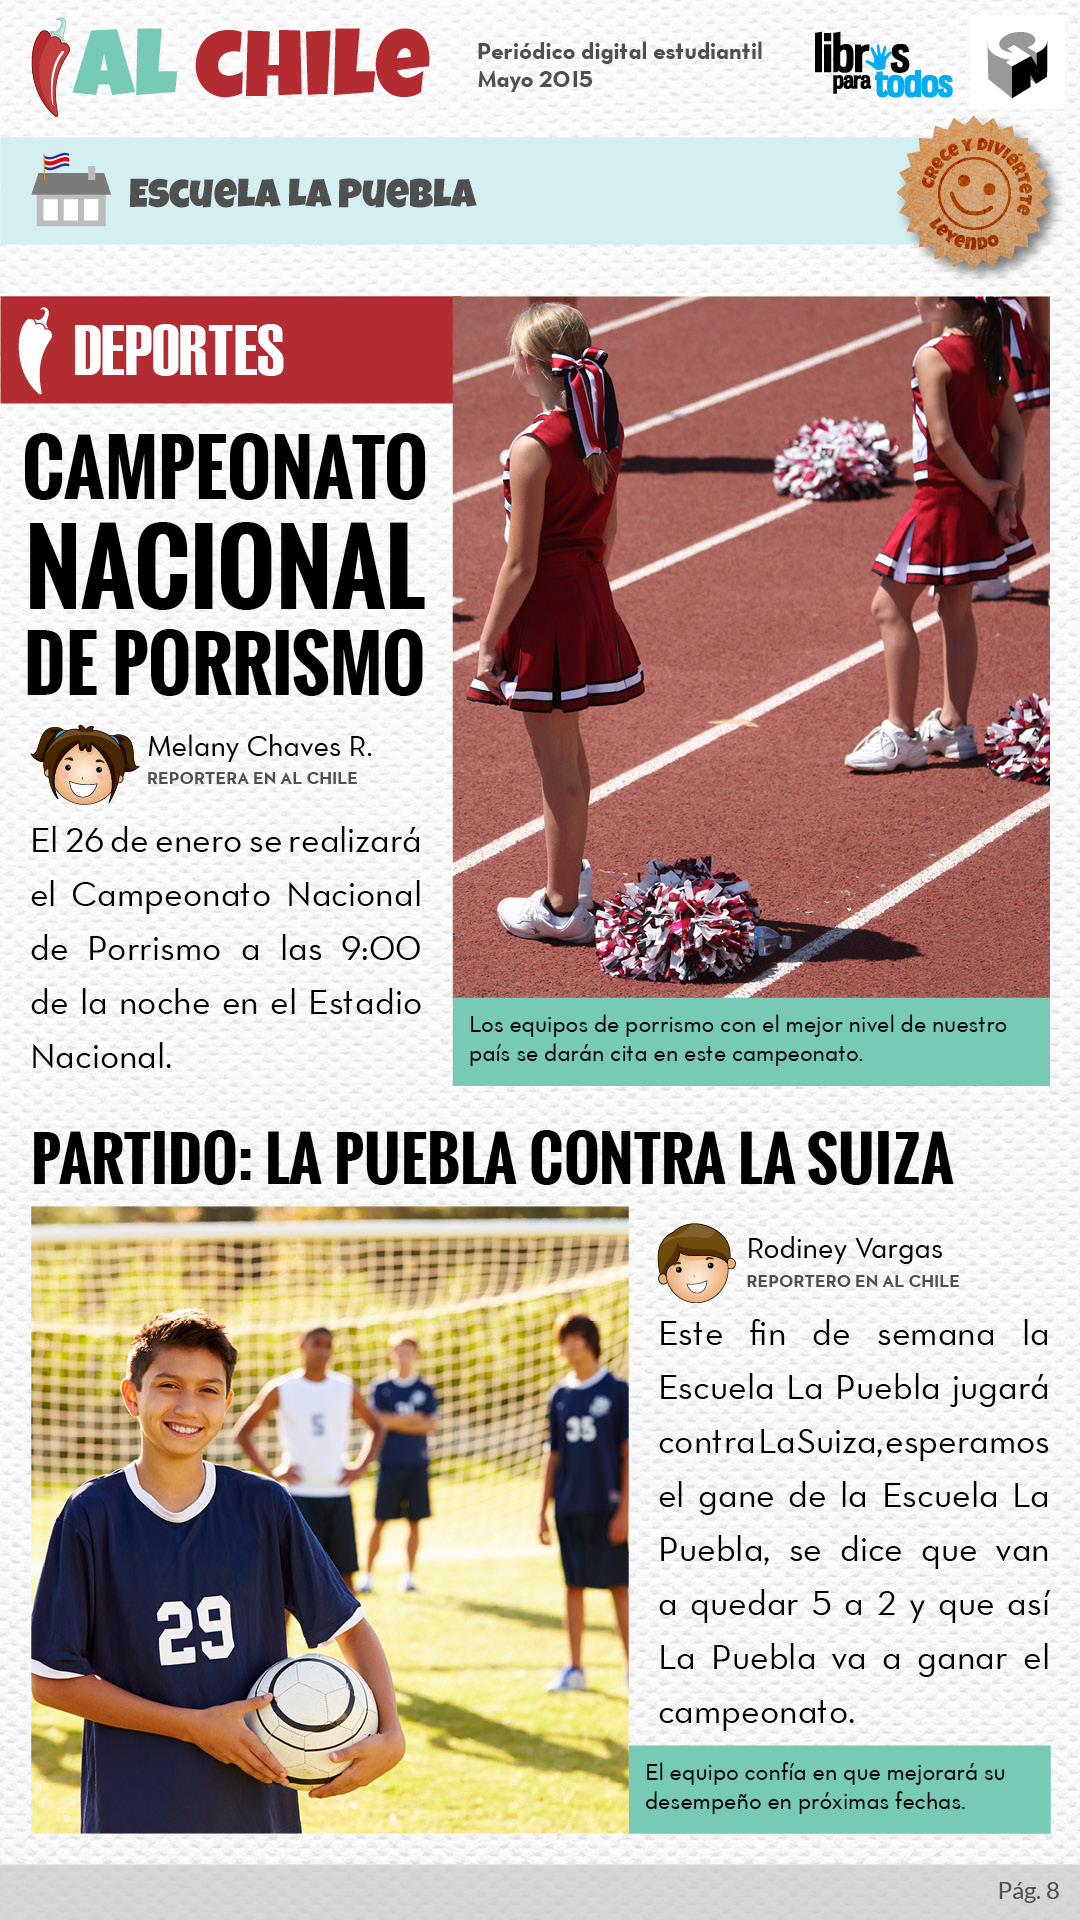 AL CHILE
Periódico digital estudiantil
Mayo 2015
libros
para todos
GN
ESCUELA LA PUEBLA
CRECE Y DIVIÉRTETE
LEYENDO
DEPORTES
CAMPEONATO
NACIONAL
DE PORRISMO
Melany Chaves R.
REPORTERA EN AL CHILE
El 26 de enero se realizará
el Campeonato Nacional
de Porrismo a las 9:00
de la noche en el Estadio
Nacional.
Los equipos de porrismo con el mejor nivel de nuestro
país se darán cita en este campeonato.
PARTIDO: LA PUEBLA CONTRA LA SUIZA
5
35
29
Rodiney Vargas
REPORTERO EN AL CHILE
Este fin de semana la
Escuela La Puebla jugará
contra La Suiza, esperamos
el gane de la Escuela La
Puebla, se dice que van
a quedar 5 a 2 y que así
La Puebla va a ganar el
campeonato.
El equipo confía en que mejorará su
desempeño en próximas fechas.
Pág. 8